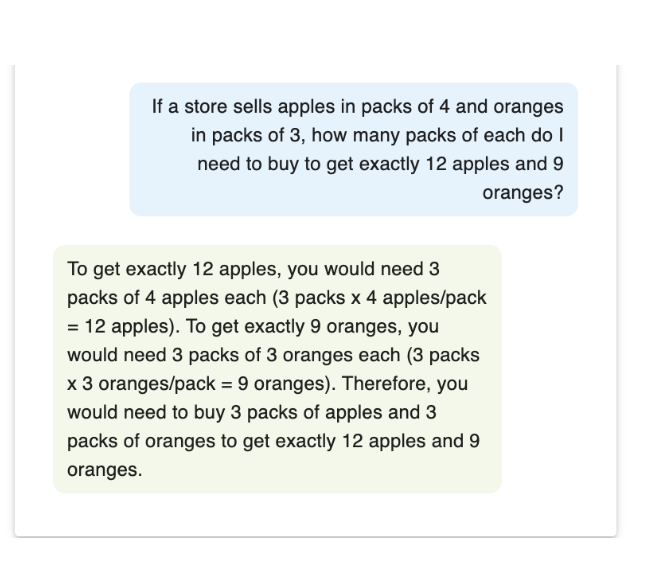 If a store sells apples in packs of 4 and oranges
in packs of 3, how many packs of each do I
need to buy to get exactly 12 apples and 9
oranges?
To get exactly 12 apples, you would need 3
packs of 4 apples each (3 packs x 4 apples/pack
= 12 apples). To get exactly 9 oranges, you
would need 3 packs of 3 oranges each (3 packs
x 3 oranges/pack = 9 oranges). Therefore, you
would need to buy 3 packs of apples and 3
packs of oranges to get exactly 12 apples and 9
oranges.